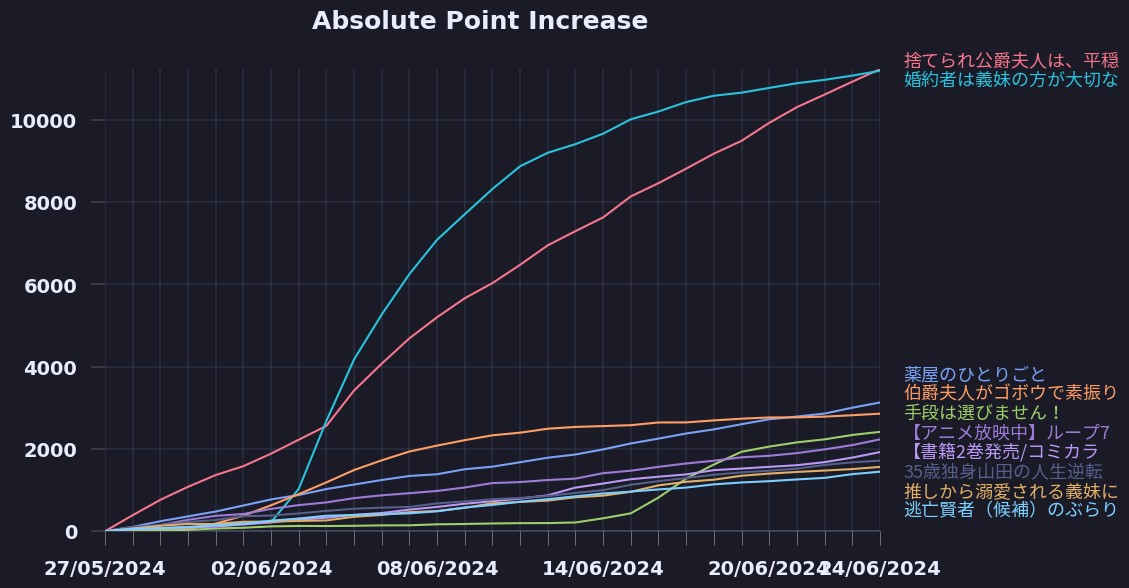 Absolute Point Increase
捨てられ公爵夫人は、平穏
婚約者は義妹の方が大切な
10000
8000
6000
4000
薬屋のひとりごと
伯爵夫人がゴボウで素振り
手段は選びません！
【アニメ放映中】ループ7
2000
【書籍2巻発売/コミカラ
35歳独身山田の人生逆転
推しから溺愛される義妹に
逃亡賢者（候補）のぶらり
0
27/05/2024 02/06/2024 08/06/2024 14/06/2024 20/06/2024 24/06/2024